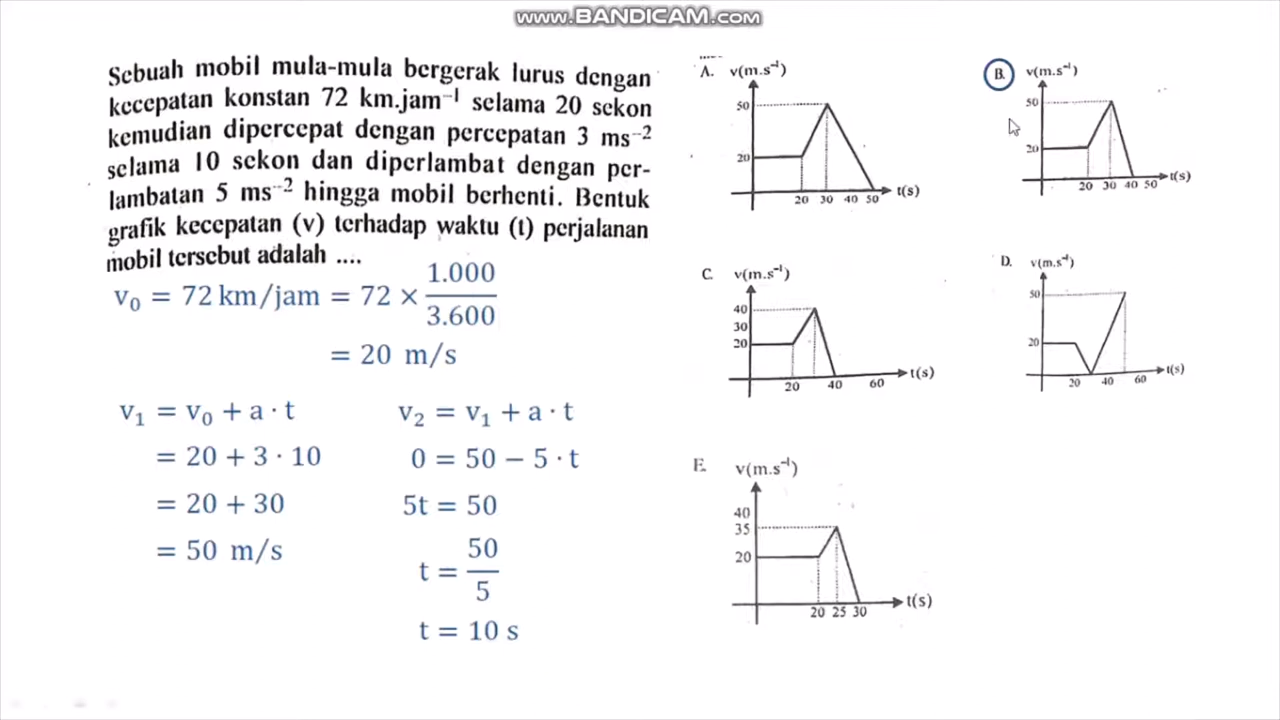 www.BANDICAM.com
Sebuah mobil mula-mula bergerak lurus dengan
kecepatan konstan 72 km.jam⁻¹ selama 20 sekon
kemudian dipercepat dengan percepatan 3 ms⁻²
selama 10 sekon dan diperlambat dengan per-
lambatan 5 ms⁻² hingga mobil berhenti. Bentuk
grafik kecepatan (v) terhadap waktu (t) perjalanan
mobil tersebut adalah ....
v₀ = 72 km/jam = 72 × 1.000/3.600
= 20 m/s
v₁ = v₀ + a · t
= 20 + 3 · 10
= 20 + 30
= 50 m/s
v₂ = v₁ + a · t
0 = 50 − 5 · t
5t = 50
t = 50/5
t = 10 s
A. v(m.s⁻¹)
50
20
20 30 40 50 t(s)
B. v(m.s⁻¹)
50
20
20 30 40 50 t(s)
C. v(m.s⁻¹)
40
30
20
20 40 60 t(s)
D. v(m.s⁻¹)
50
20
20 40 60 t(s)
E. v(m.s⁻¹)
40
35
20
20 25 30 t(s)